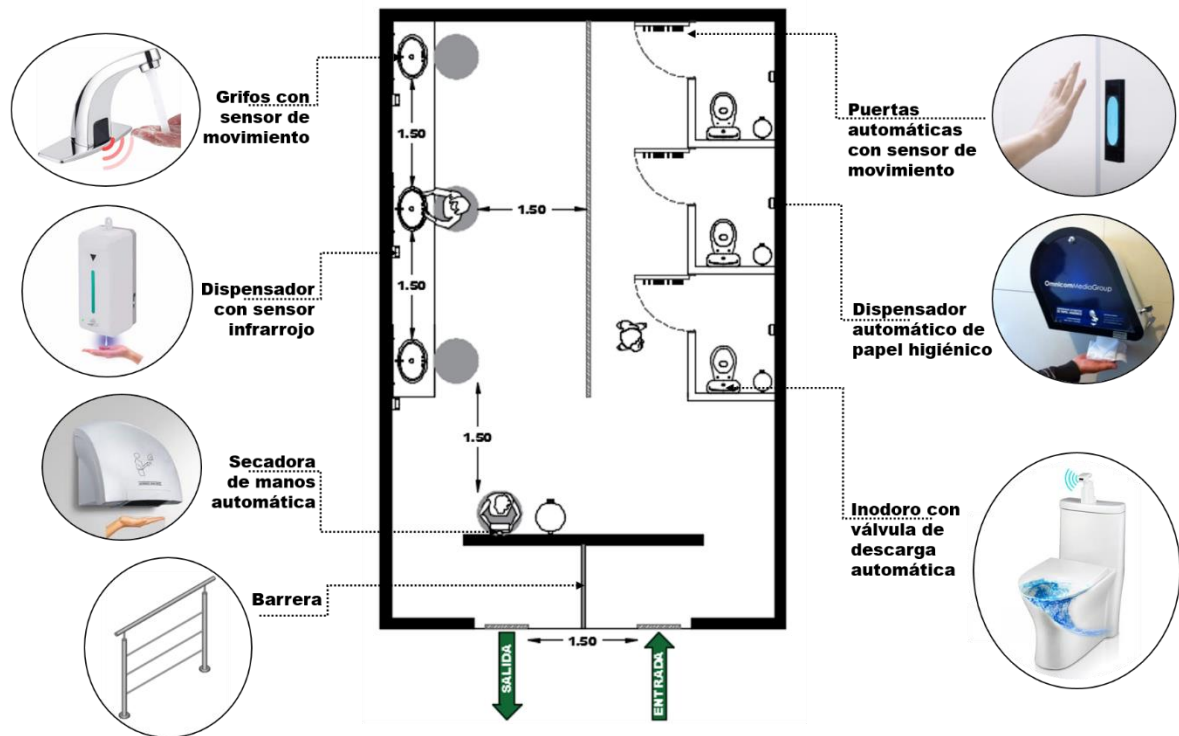 Grifos con
sensor de
movimiento
Dispensador
con sensor
infrarrojo
Secadora
de manos
automática
Barrera
1.50
1.50
1.50
1.50
1.50
SALIDA
ENTRADA
Puertas
automáticas
con sensor de
movimiento
Dispensador
automático de
papel higiénico
OmnicomMediaGroup
Inodoro con
válvula de
descarga
automática